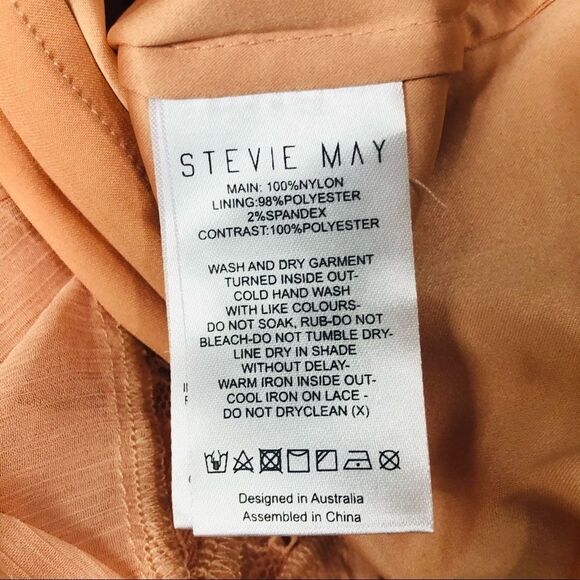 STEVIE MAY
MAIN: 100%NYLON
LINING:98%POLYESTER
2%SPANDEX
CONTRAST:100%POLYESTER
WASH AND DRY GARMENT
TURNED INSIDE OUT-
COLD HAND WASH
WITH LIKE COLOURS-
DO NOT SOAK, RUB-DO NOT
BLEACH-DO NOT TUMBLE DRY-
LINE DRY IN SHADE
WITHOUT DELAY-
WARM IRON INSIDE OUT-
COOL IRON ON LACE -
DO NOT DRYCLEAN (X)
Designed in Australia
Assembled in China